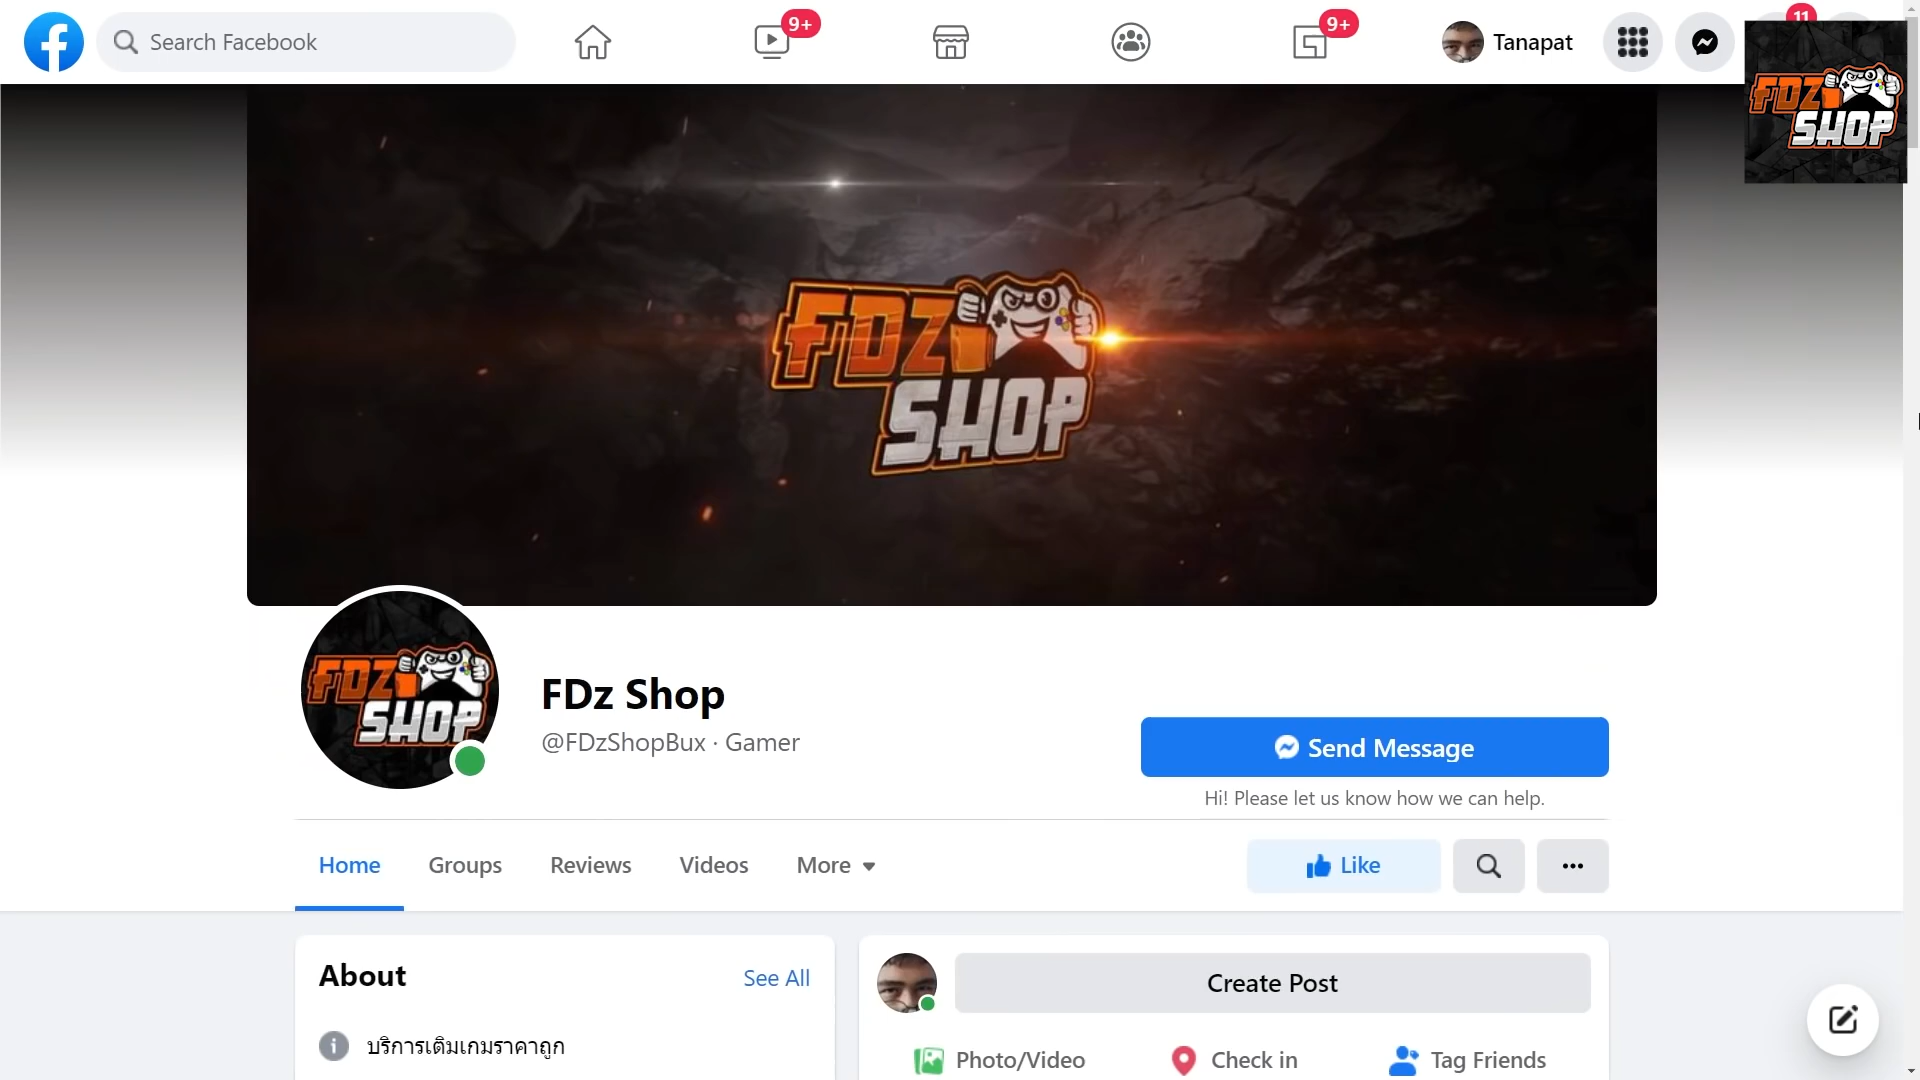 Search Facebook
9+
9+
Tanapat
11
FDZ
SHOP
FDZ
SHOP
FDZ
SHOP
FDz Shop
@FDzShopBux · Gamer
Send Message
Hi! Please let us know how we can help.
Home
Groups
Reviews
Videos
More
Like
About
See All
Create Post
บริการเติมเกมราคาถูก
Photo/Video
Check in
Tag Friends